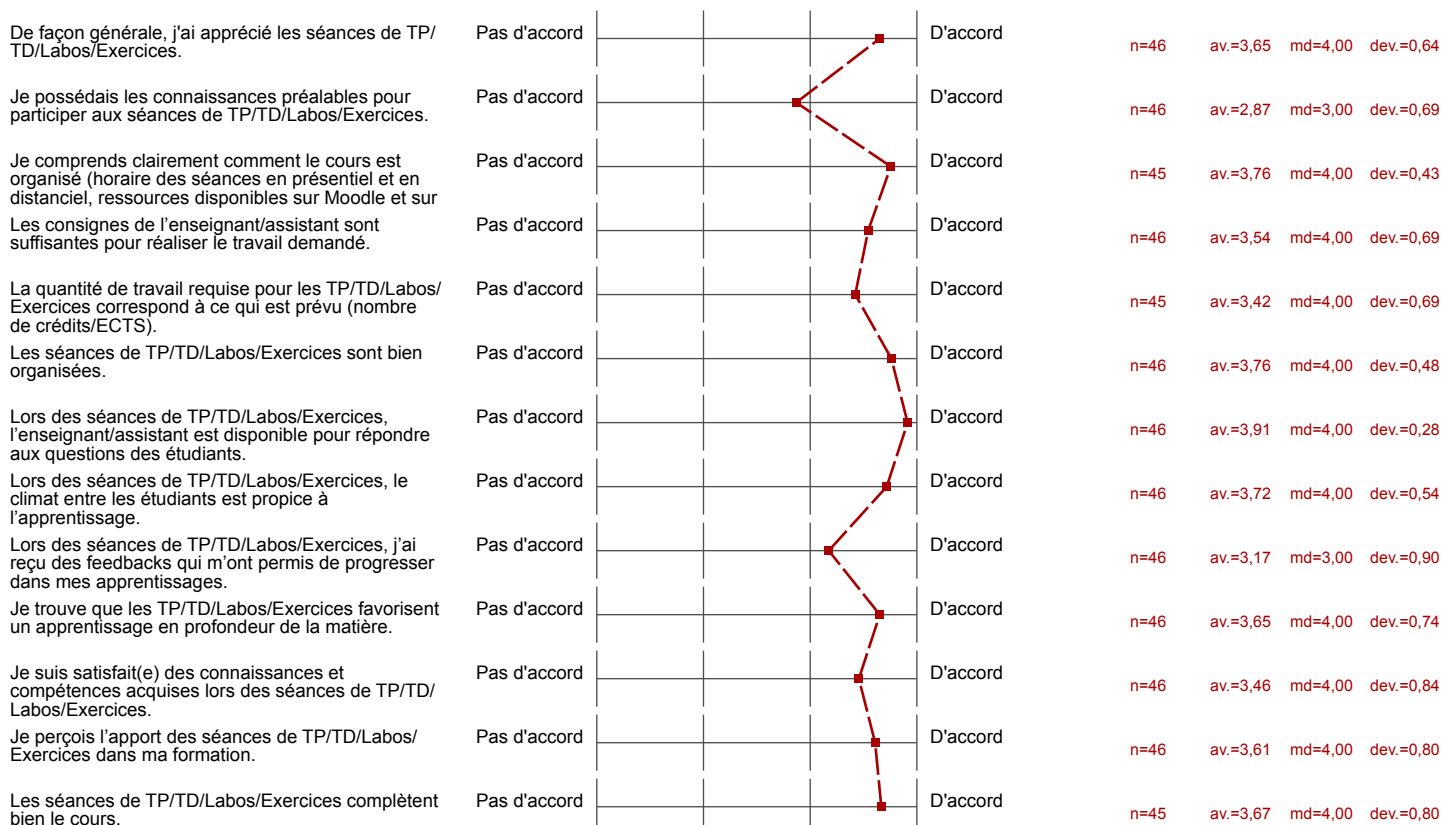 De façon générale, j'ai apprécié les séances de TP/
TD/Labos/Exercices.
Pas d'accord D'accord n=46 av.=3,65 md=4,00 dev.=0,64
Je possédais les connaissances préalables pour
participer aux séances de TP/TD/Labos/Exercices.
Pas d'accord D'accord n=46 av.=2,87 md=3,00 dev.=0,69
Je comprends clairement comment le cours est
organisé (horaire des séances en présentiel et en
distanciel, ressources disponibles sur Moodle et sur
Pas d'accord D'accord n=45 av.=3,76 md=4,00 dev.=0,43
Les consignes de l’enseignant/assistant sont
suffisantes pour réaliser le travail demandé.
Pas d'accord D'accord n=46 av.=3,54 md=4,00 dev.=0,69
La quantité de travail requise pour les TP/TD/Labos/
Exercices correspond à ce qui est prévu (nombre
de crédits/ECTS).
Pas d'accord D'accord n=45 av.=3,42 md=4,00 dev.=0,69
Les séances de TP/TD/Labos/Exercices sont bien
organisées.
Pas d'accord D'accord n=46 av.=3,76 md=4,00 dev.=0,48
Lors des séances de TP/TD/Labos/Exercices,
l’enseignant/assistant est disponible pour répondre
aux questions des étudiants.
Pas d'accord D'accord n=46 av.=3,91 md=4,00 dev.=0,28
Lors des séances de TP/TD/Labos/Exercices, le
climat entre les étudiants est propice à
l’apprentissage.
Pas d'accord D'accord n=46 av.=3,72 md=4,00 dev.=0,54
Lors des séances de TP/TD/Labos/Exercices, j’ai
reçu des feedbacks qui m’ont permis de progresser
dans mes apprentissages.
Pas d'accord D'accord n=46 av.=3,17 md=3,00 dev.=0,90
Je trouve que les TP/TD/Labos/Exercices favorisent
un apprentissage en profondeur de la matière.
Pas d'accord D'accord n=46 av.=3,65 md=4,00 dev.=0,74
Je suis satisfait(e) des connaissances et
compétences acquises lors des séances de TP/TD/
Labos/Exercices.
Pas d'accord D'accord n=46 av.=3,46 md=4,00 dev.=0,84
Je perçois l’apport des séances de TP/TD/Labos/
Exercices dans ma formation.
Pas d'accord D'accord n=46 av.=3,61 md=4,00 dev.=0,80
Les séances de TP/TD/Labos/Exercices complètent
bien le cours.
Pas d'accord D'accord n=45 av.=3,67 md=4,00 dev.=0,80